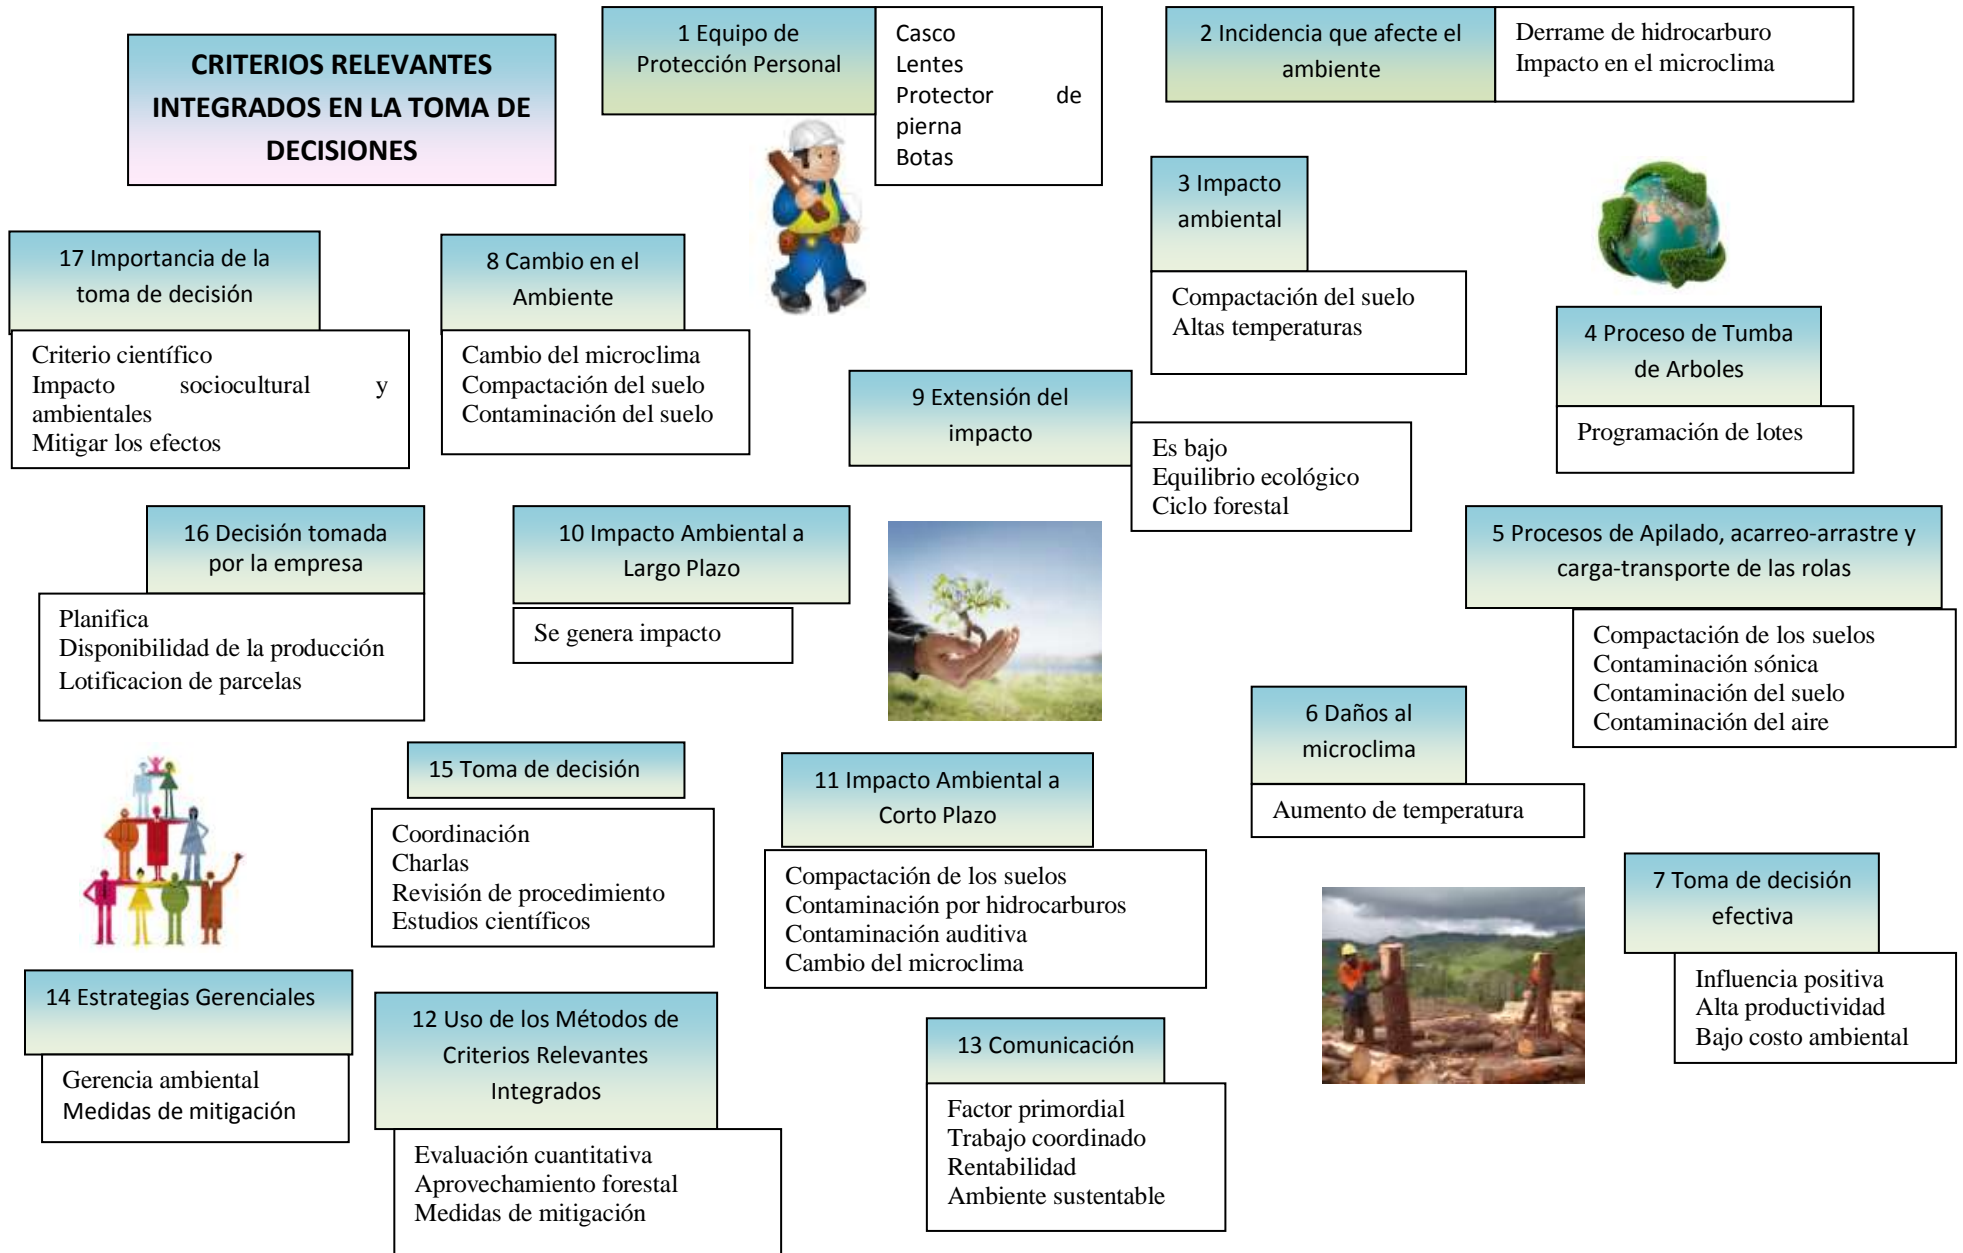 CRITERIOS RELEVANTES
INTEGRADOS EN LA TOMA DE
DECISIONES
1 Equipo de
Protección Personal
Casco
Lentes
Protector de
pierna
Botas
2 Incidencia que afecte el
ambiente
Derrame de hidrocarburo
Impacto en el microclima
3 Impacto
ambiental
Compactación del suelo
Altas temperaturas
4 Proceso de Tumba
de Arboles
Programación de lotes
5 Procesos de Apilado, acarreo-arrastre y
carga-transporte de las rolas
Compactación de los suelos
Contaminación sónica
Contaminación del suelo
Contaminación del aire
6 Daños al
microclima
Aumento de temperatura
7 Toma de decisión
efectiva
Influencia positiva
Alta productividad
Bajo costo ambiental
8 Cambio en el
Ambiente
Cambio del microclima
Compactación del suelo
Contaminación del suelo
9 Extensión del
impacto
Es bajo
Equilibrio ecológico
Ciclo forestal
10 Impacto Ambiental a
Largo Plazo
Se genera impacto
11 Impacto Ambiental a
Corto Plazo
Compactación de los suelos
Contaminación por hidrocarburos
Contaminación auditiva
Cambio del microclima
12 Uso de los Métodos de
Criterios Relevantes
Integrados
Evaluación cuantitativa
Aprovechamiento forestal
Medidas de mitigación
13 Comunicación
Factor primordial
Trabajo coordinado
Rentabilidad
Ambiente sustentable
14 Estrategias Gerenciales
Gerencia ambiental
Medidas de mitigación
15 Toma de decisión
Coordinación
Charlas
Revisión de procedimiento
Estudios científicos
16 Decisión tomada
por la empresa
Planifica
Disponibilidad de la producción
Lotificacion de parcelas
17 Importancia de la
toma de decisión
Criterio científico
Impacto sociocultural y
ambientales
Mitigar los efectos